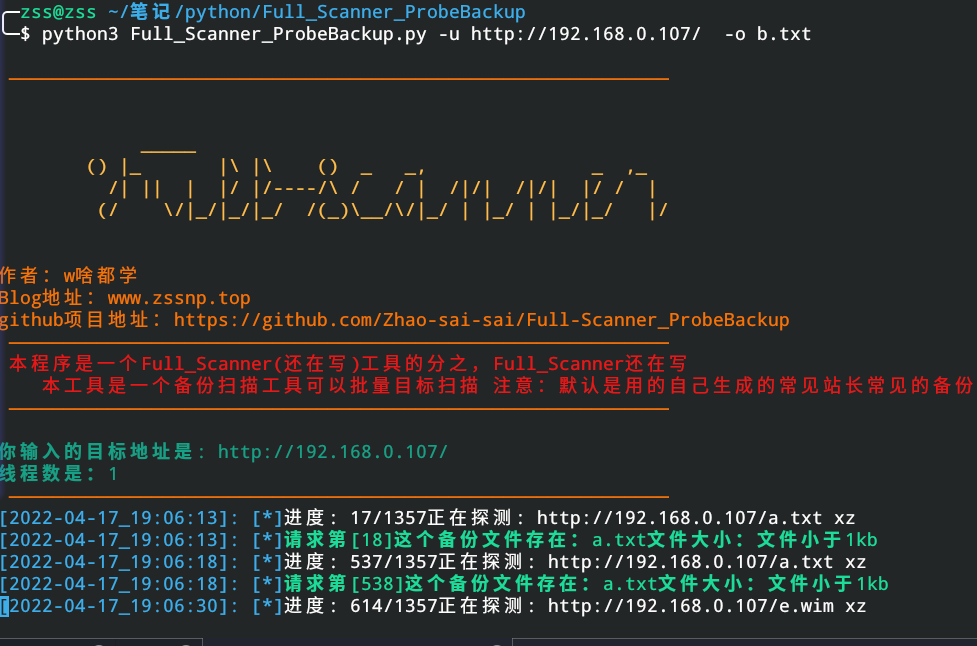 zss@zss ~/笔记/python/Full_Scanner_ProbeBackup
$ python3 Full_Scanner_ProbeBackup.py -u http://192.168.0.107/  -o b.txt
作者: w啥都学
Blog地址: www.zssnp.top
github项目地址: https://github.com/Zhao-sai-sai/Full-Scanner_ProbeBackup
本程序是一个Full_Scanner(还在写)工具的分之, Full_Scanner还在写
本工具是一个备份扫描工具可以批量目标扫描 注意: 默认是用的自己生成的常见站长常见的备份
你输入的目标地址是: http://192.168.0.107/
线程数是: 1
[2022-04-17_19:06:13]: [*]进度: 17/1357正在探测: http://192.168.0.107/a.txt xz
[2022-04-17_19:06:13]: [*]请求第[18]这个备份文件存在: a.txt文件大小: 文件小于1kb
[2022-04-17_19:06:18]: [*]进度: 537/1357正在探测: http://192.168.0.107/a.txt xz
[2022-04-17_19:06:18]: [*]请求第[538]这个备份文件存在: a.txt文件大小: 文件小于1kb
[2022-04-17_19:06:30]: [*]进度: 614/1357正在探测: http://192.168.0.107/e.wim xz